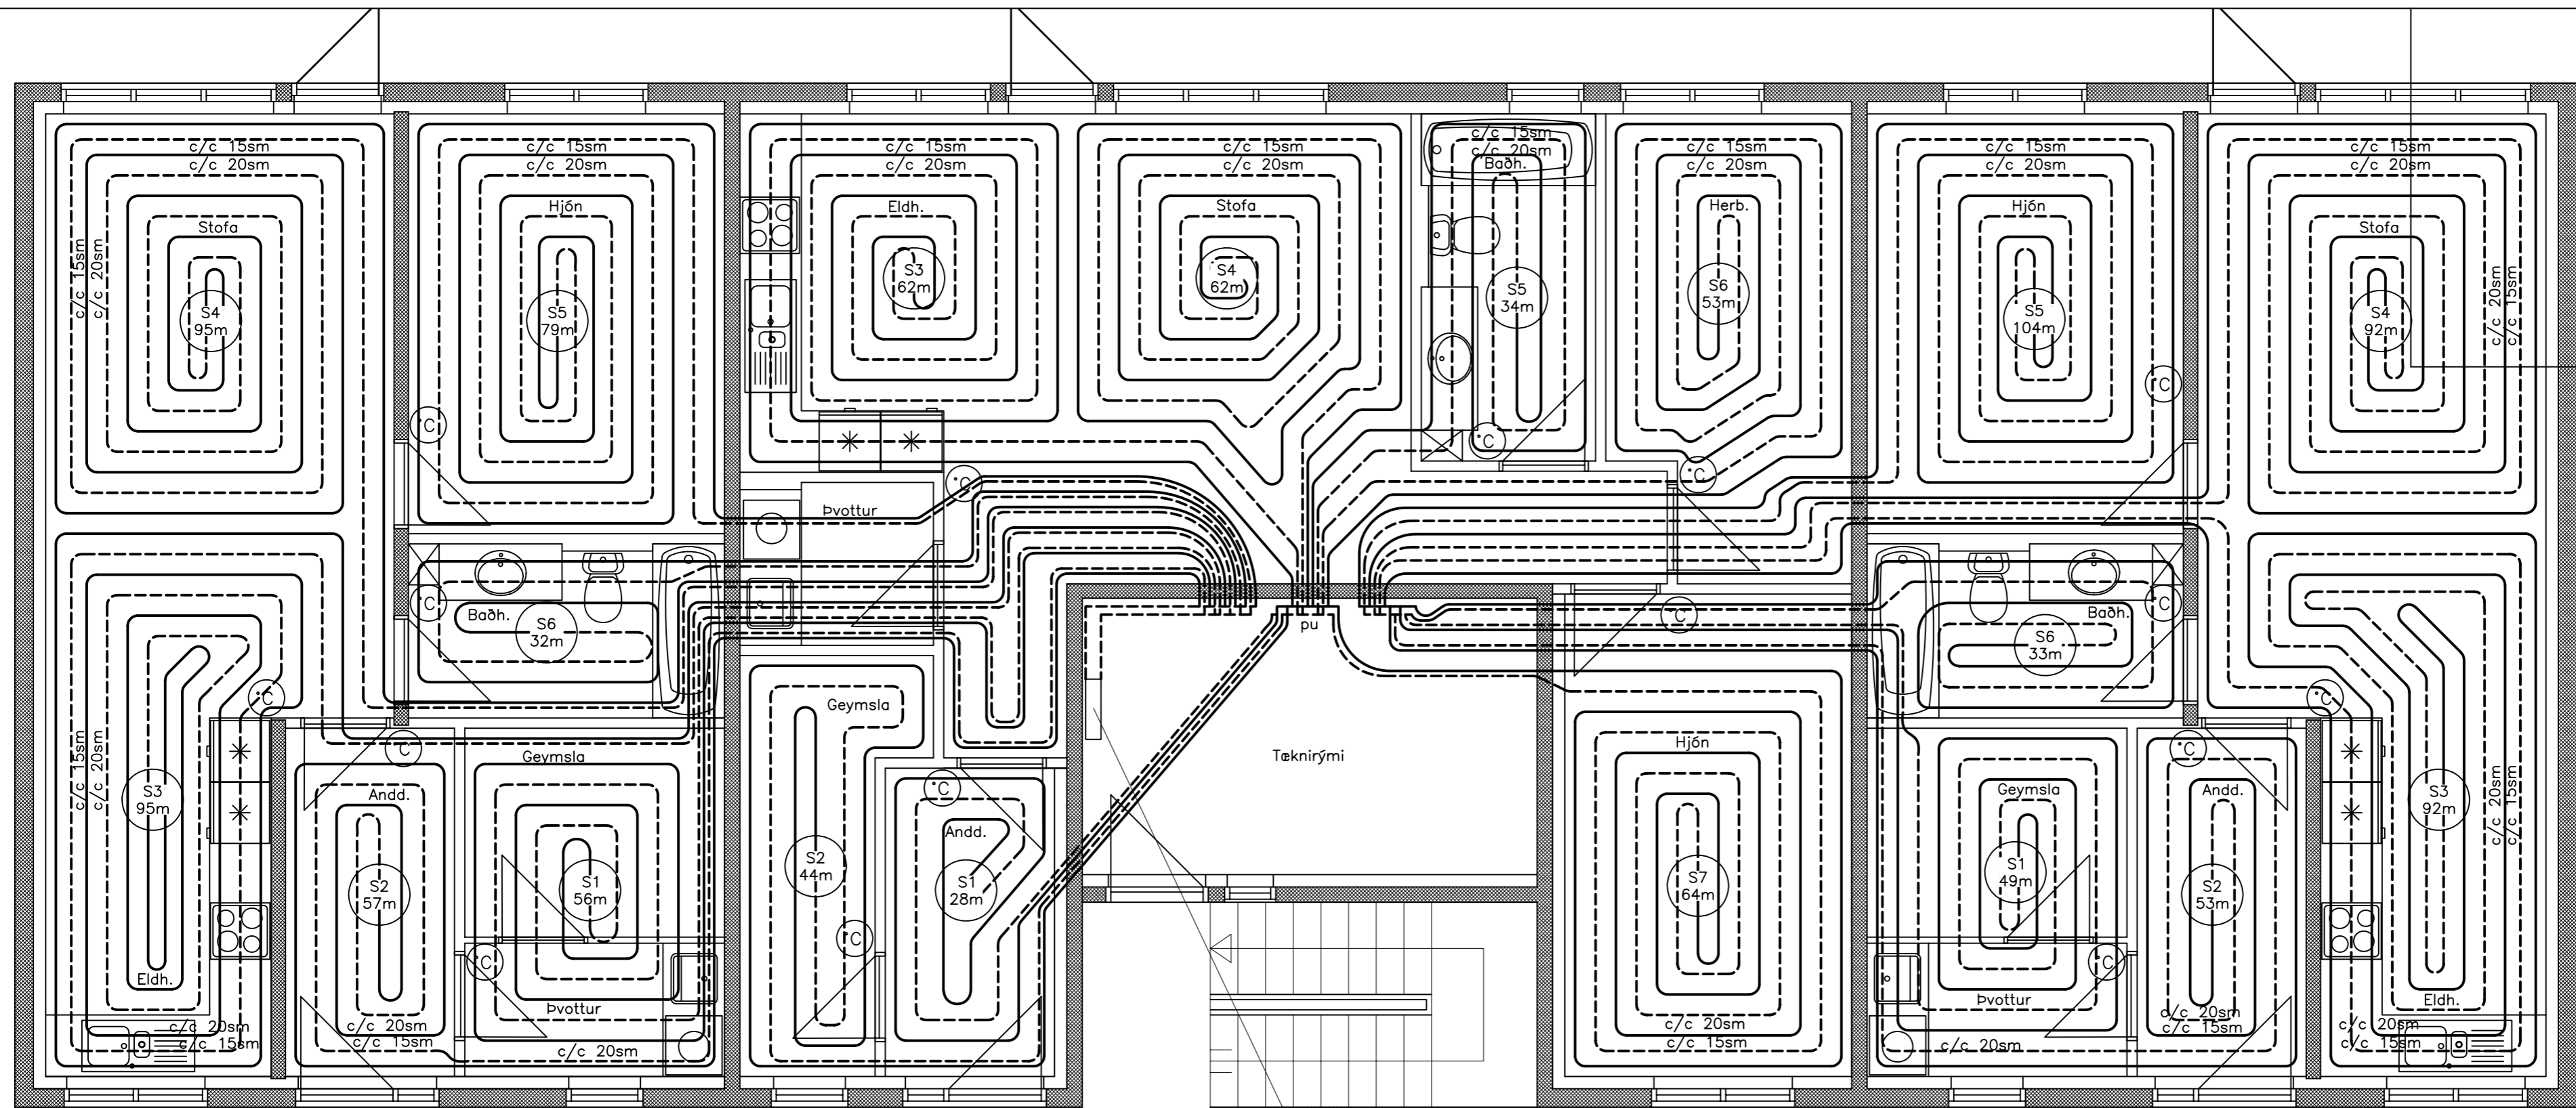 c/c 15sm
c/c 20sm
Stofa
c/c 15sm
c/c 20sm
S4
95m
c/c 15sm
c/c 20sm
Hjón
S5
79m
°C
c/c 15sm
c/c 20sm
Eldh.
S3
62m
c/c 15sm
c/c 20sm
Stofa
S4
62m
c/c 15sm
c/c 20sm
Baðh.
S5
34m
°C
c/c 15sm
c/c 20sm
Herb.
S6
53m
°C
c/c 15sm
c/c 20sm
Hjón
S5
104m
°C
c/c 15sm
c/c 20sm
Stofa
S4
92m
c/c 20sm
c/c 15sm
°C
Þvottur
°C
Baðh.
S6
32m
pu
°C
Baðh.
S6
33m
°C
°C
°C
c/c 15sm
c/c 20sm
S3
95m
Eldh.
c/c 20sm
c/c 15sm
°C
Andd.
S2
57m
c/c 20sm
c/c 15sm
Geymsla
S1
56m
°C
Þvottur
c/c 20sm
Geymsla
S2
44m
°C
°C
Andd.
S1
28m
Tæknirými
Hjón
S7
64m
c/c 20sm
c/c 15sm
Geymsla
S1
49m
°C
Þvottur
c/c 20sm
°C
Andd.
S2
53m
c/c 20sm
c/c 15sm
S3
92m
c/c 20sm
c/c 15sm
Eldh.
c/c 20sm
c/c 15sm